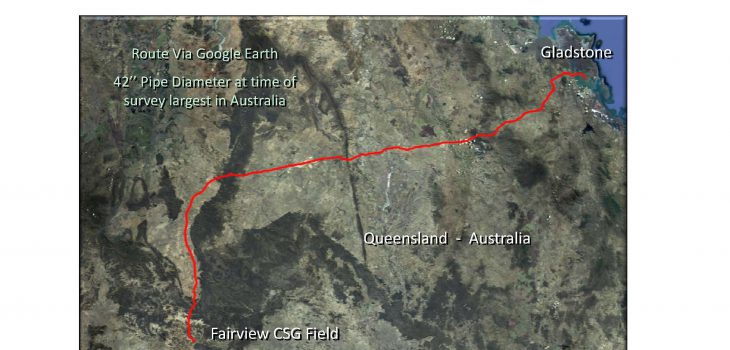 Route Via Google Earth
Gladstone
42’’ Pipe Diameter at time of
survey largest in Australia
Queensland - Australia
Fairview CSG Field